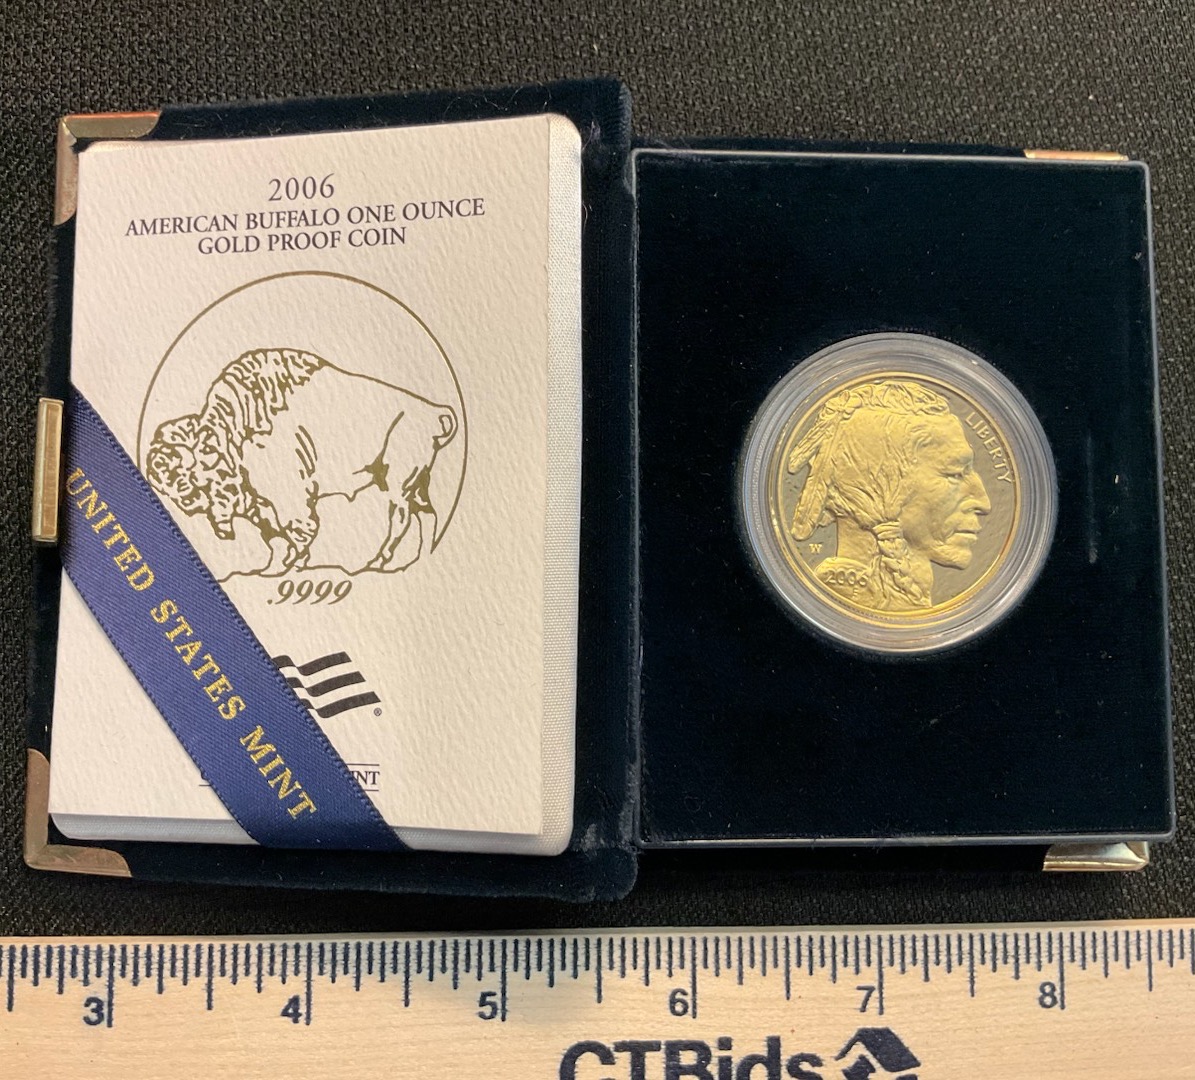 2006
AMERICAN BUFFALO ONE OUNCE
GOLD PROOF COIN
.9999
®
UNITED STATES MINT
LIBERTY
W
2006
F
3 4 5 6 7 8
CTBids